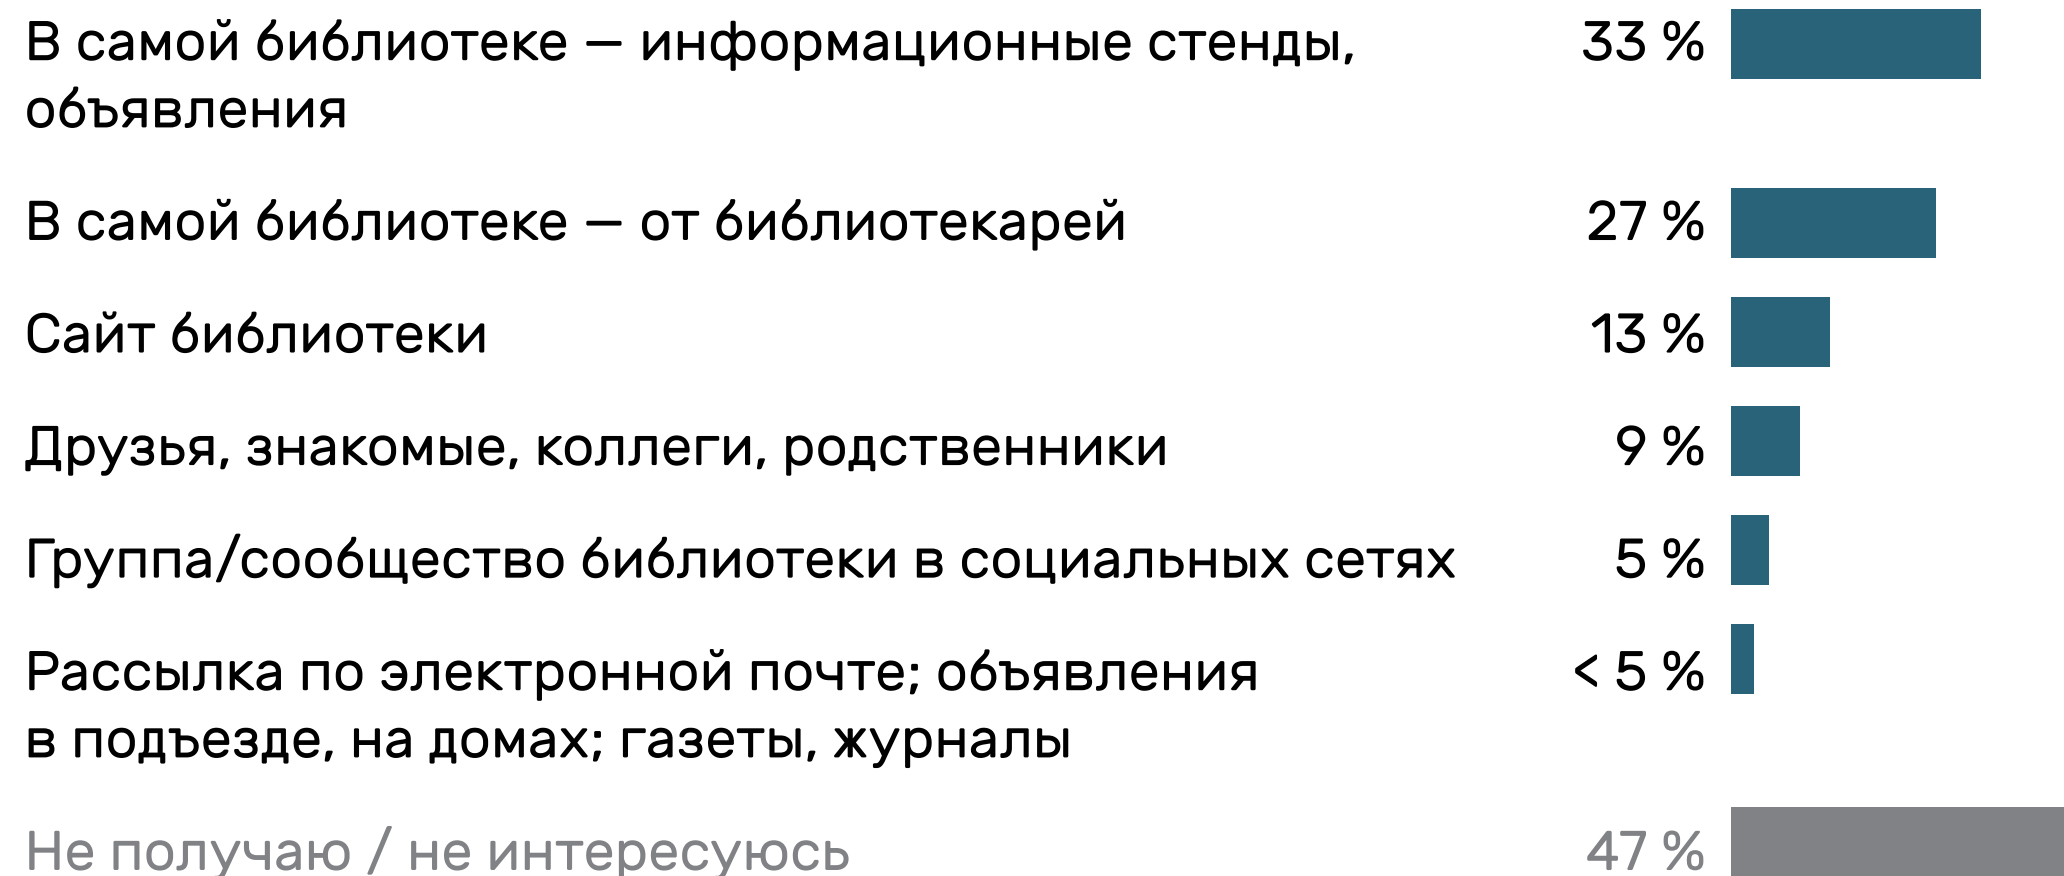 В самой библиотеке — информационные стенды, 33 %
объявления
В самой библиотеке — от библиотекарей 27 %
Сайт библиотеки 13 %
Друзья, знакомые, коллеги, родственники 9 %
Группа/сообщество библиотеки в социальных сетях 5 %
Рассылка по электронной почте; объявления < 5 %
в подъезде, на домах; газеты, журналы
Не получаю / не интересуюсь 47 %